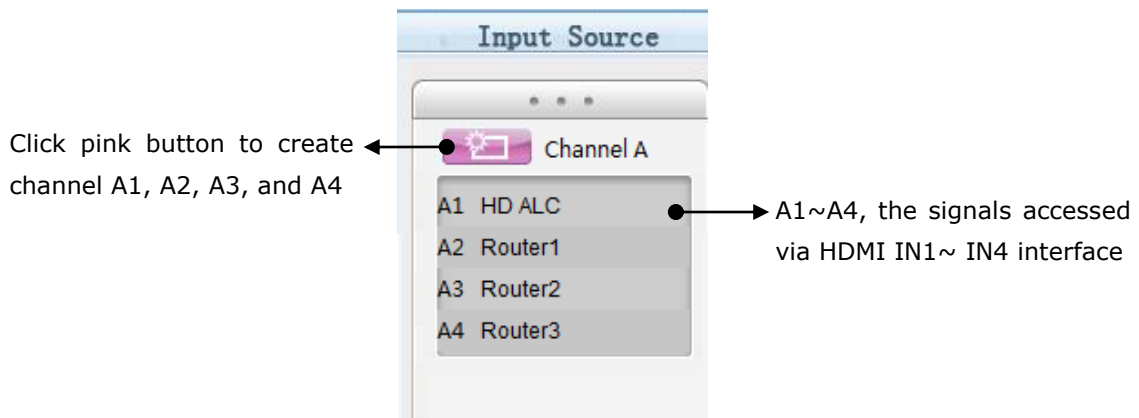 Input Source
Click pink button to create
channel A1, A2, A3, and A4
Channel A
A1 HD ALC
A2 Router1
A3 Router2
A4 Router3
A1~A4, the signals accessed
via HDMI IN1~ IN4 interface